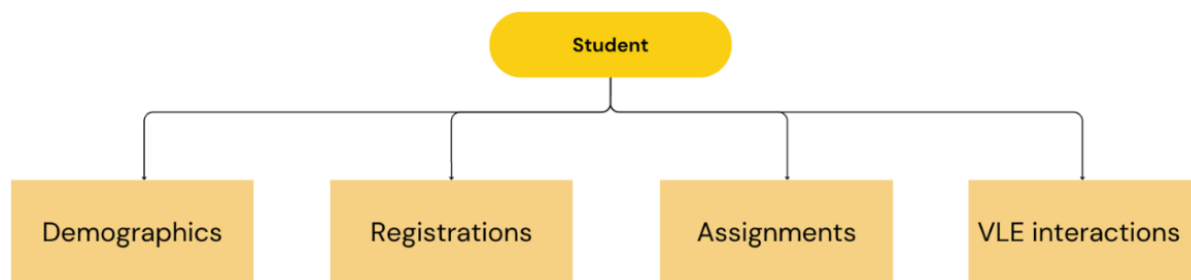 Student
Demographics
Registrations
Assignments
VLE interactions